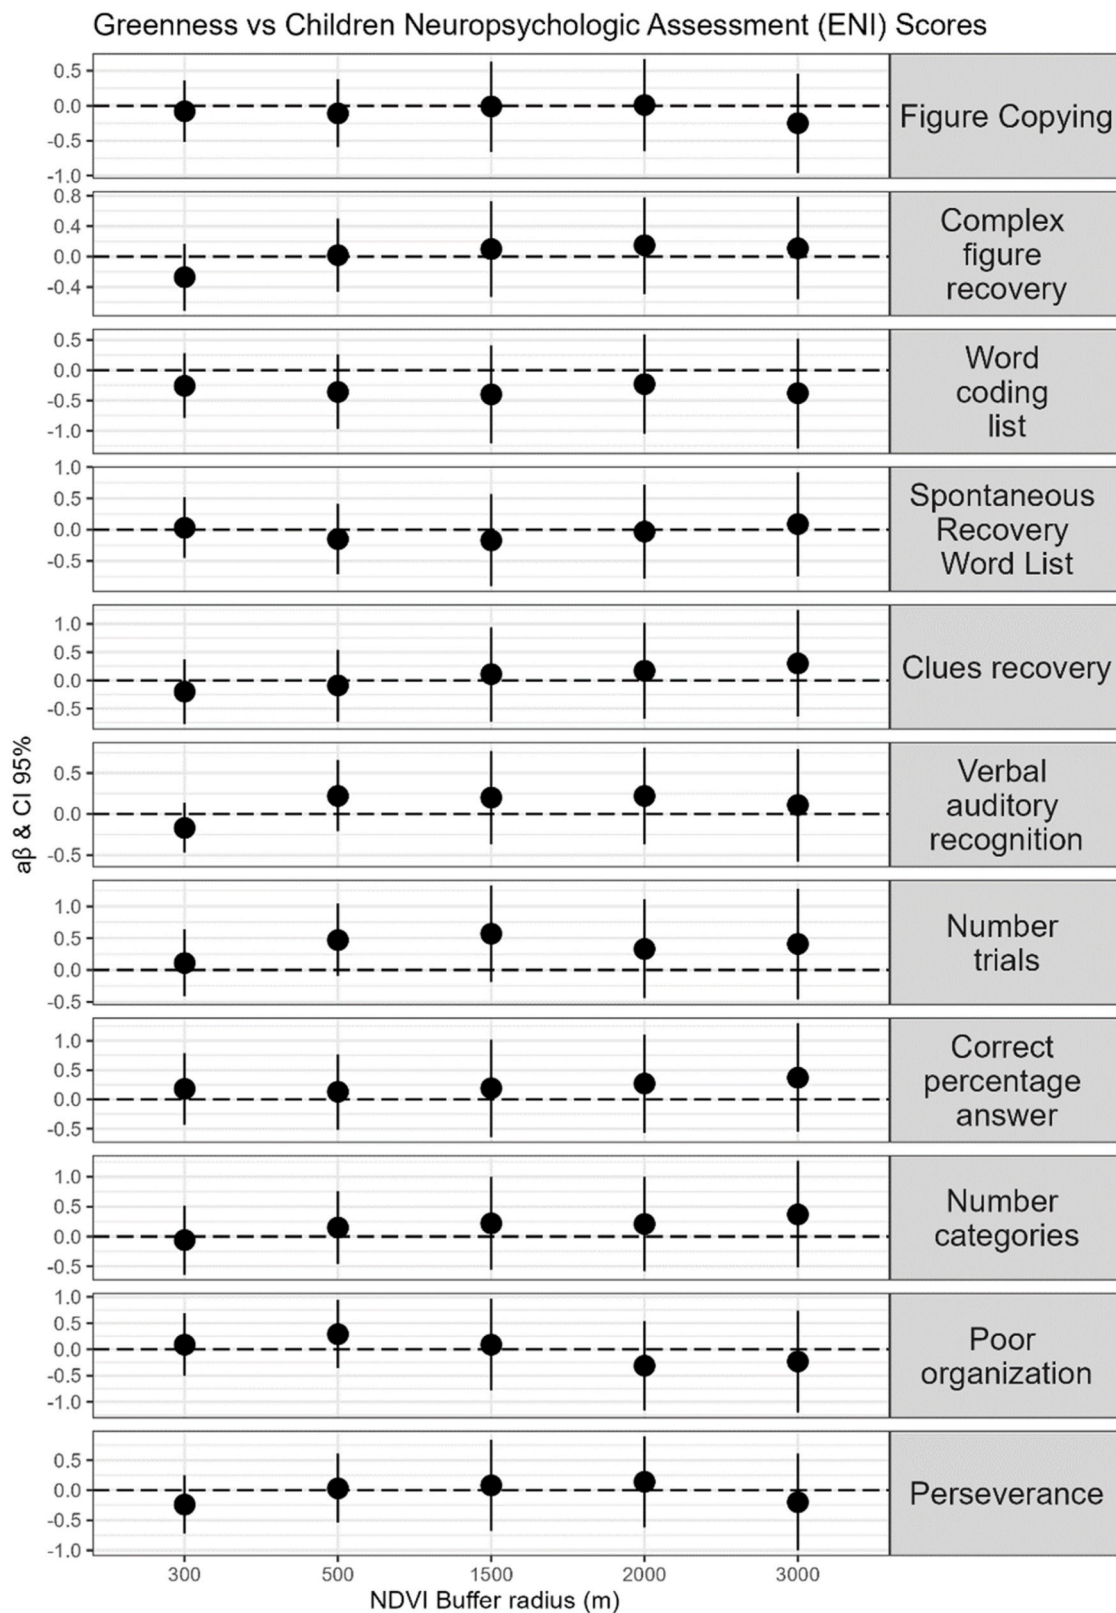 Greenness vs Children Neuropsychologic Assessment (ENI) Scores
aβ & CI 95%
0.5
0.0
-0.5
-1.0
Figure Copying
0.8
0.4
0.0
-0.4
Complex
figure
recovery
0.5
0.0
-0.5
-1.0
Word
coding
list
1.0
0.5
0.0
-0.5
Spontaneous
Recovery
Word List
1.0
0.5
0.0
-0.5
Clues recovery
0.5
0.0
-0.5
Verbal
auditory
recognition
1.0
0.5
0.0
-0.5
Number
trials
1.0
0.5
0.0
-0.5
Correct
percentage
answer
1.0
0.5
0.0
-0.5
Number
categories
1.0
0.5
0.0
-0.5
-1.0
Poor
organization
0.5
0.0
-0.5
-1.0
Perseverance
300 500 1500 2000 3000
NDVI Buffer radius (m)